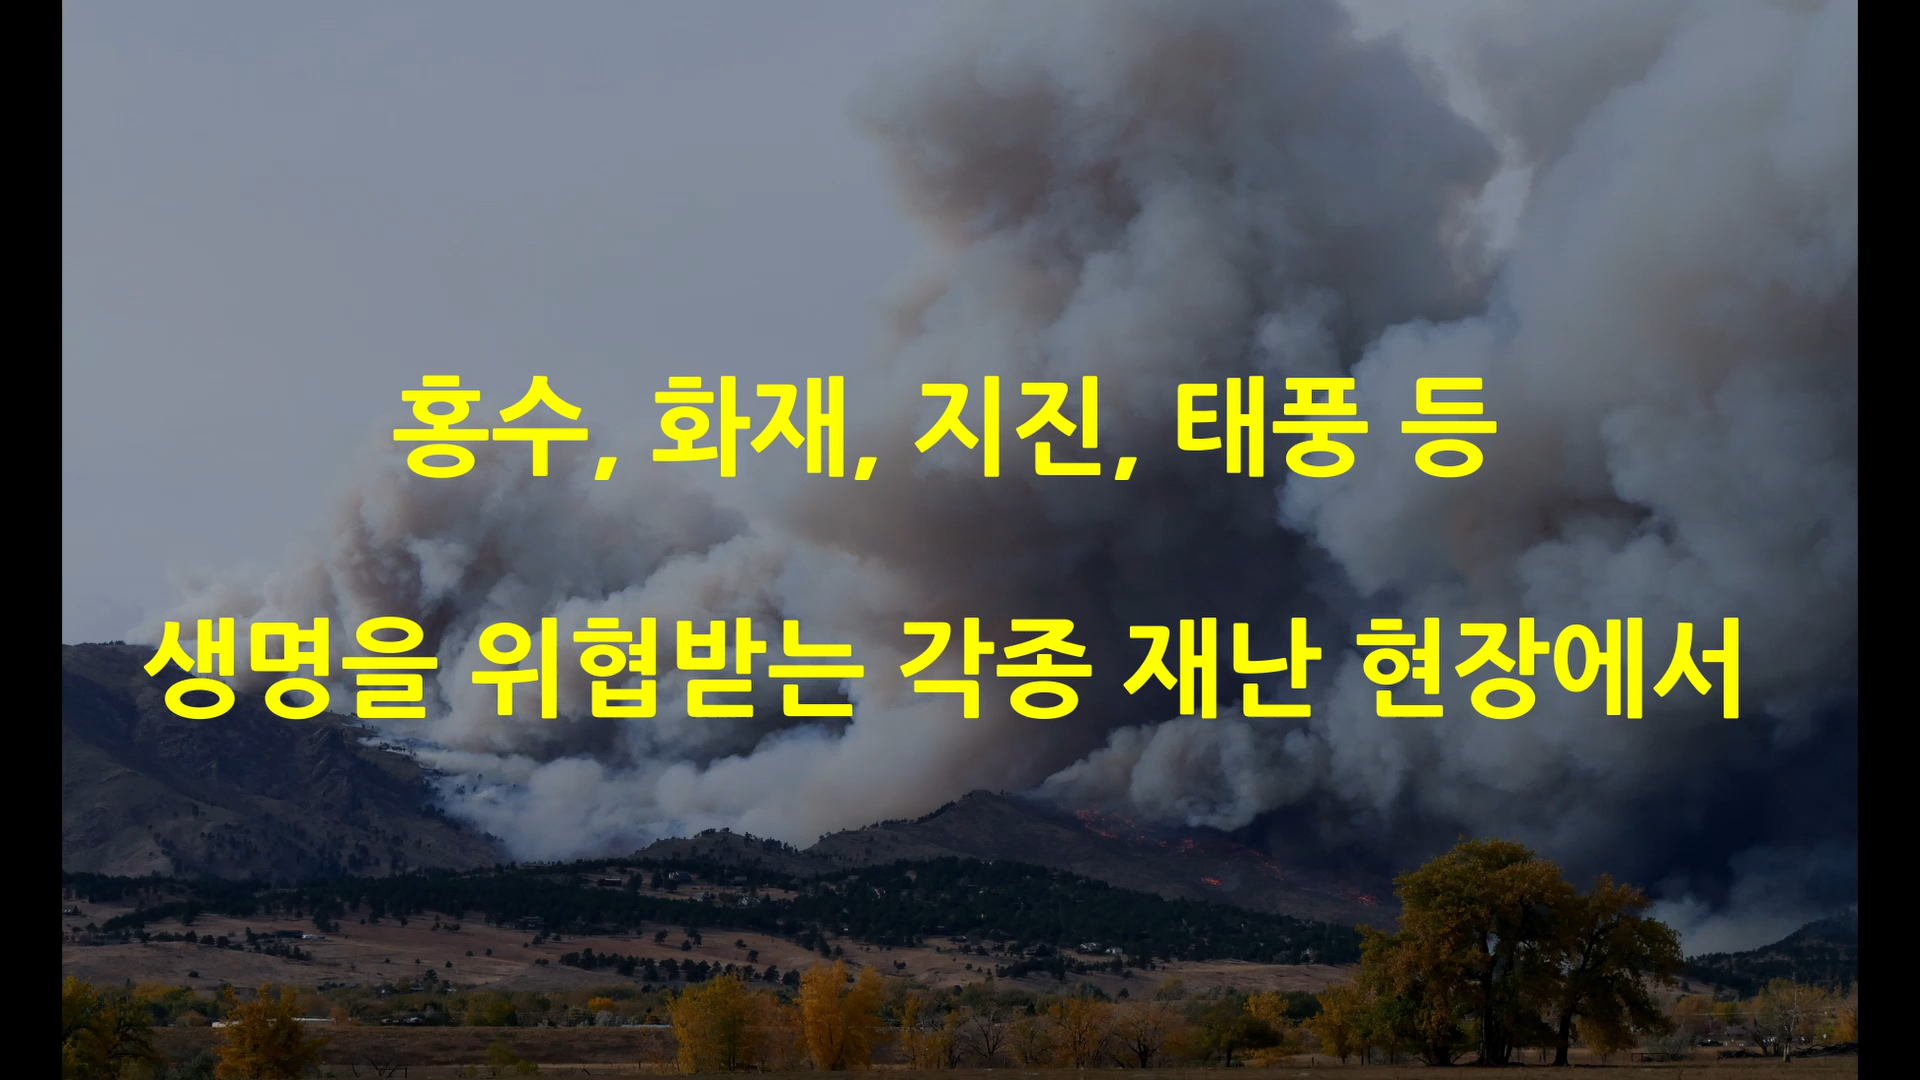 홍수, 화재, 지진, 태풍 등
생명을 위협받는 각종 재난 현장에서